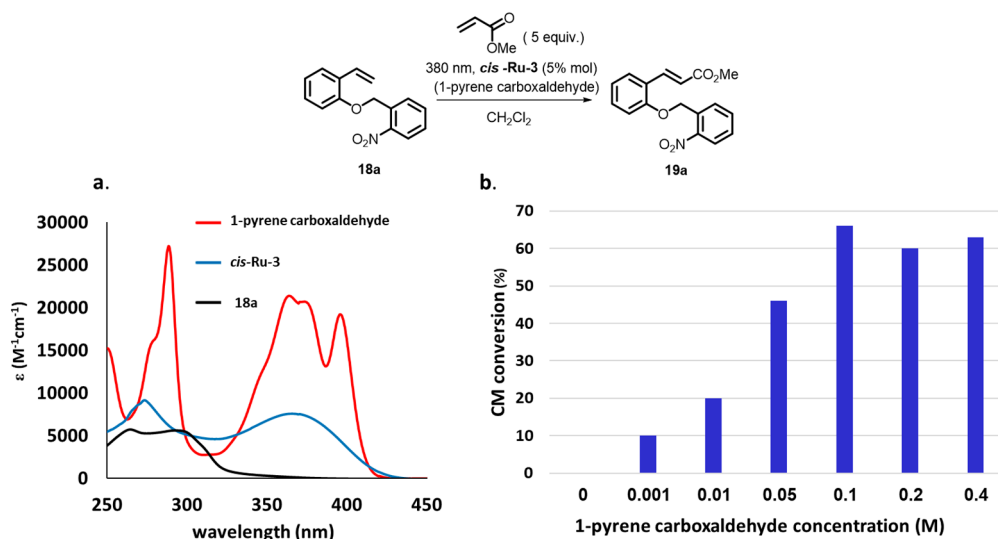 O
OMe
( 5 equiv.)
380 nm, cis -Ru-3 (5% mol)
(1-pyrene carboxaldehyde)
CH2Cl2
O
O2N
18a
CO2Me
O
O2N
19a
a.
30000
25000
20000
15000
10000
5000
0
ε (M-1cm-1)
250
300
350
400
450
wavelength (nm)
1-pyrene carboxaldehyde
cis-Ru-3
18a
b.
70
60
50
40
30
20
10
0
CM conversion (%)
0
0.001
0.01
0.05
0.1
0.2
0.4
1-pyrene carboxaldehyde concentration (M)